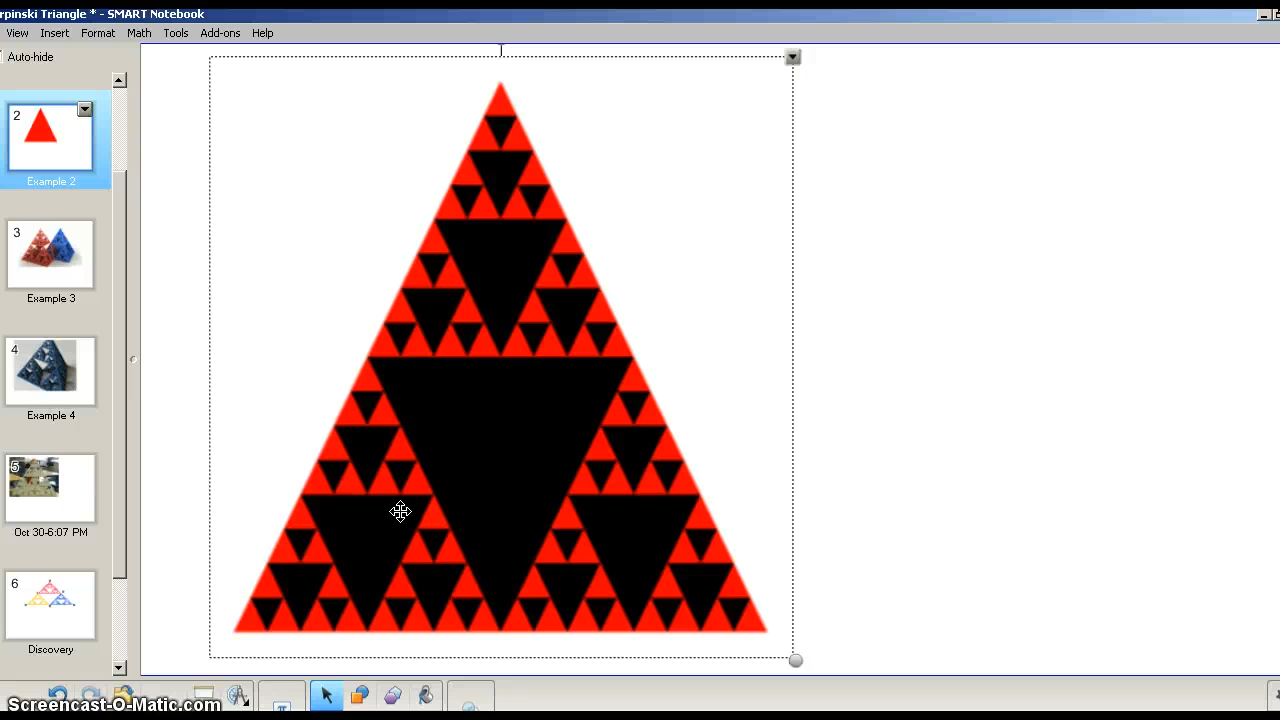 rpinski Triangle * - SMART Notebook
View Insert Format Math Tools Add-ons Help
Auto-hide
2
Example 2
3
Example 3
4
Example 4
5
Oct 30-6:07 PM
6
Discovery
Screencast-O-Matic.com